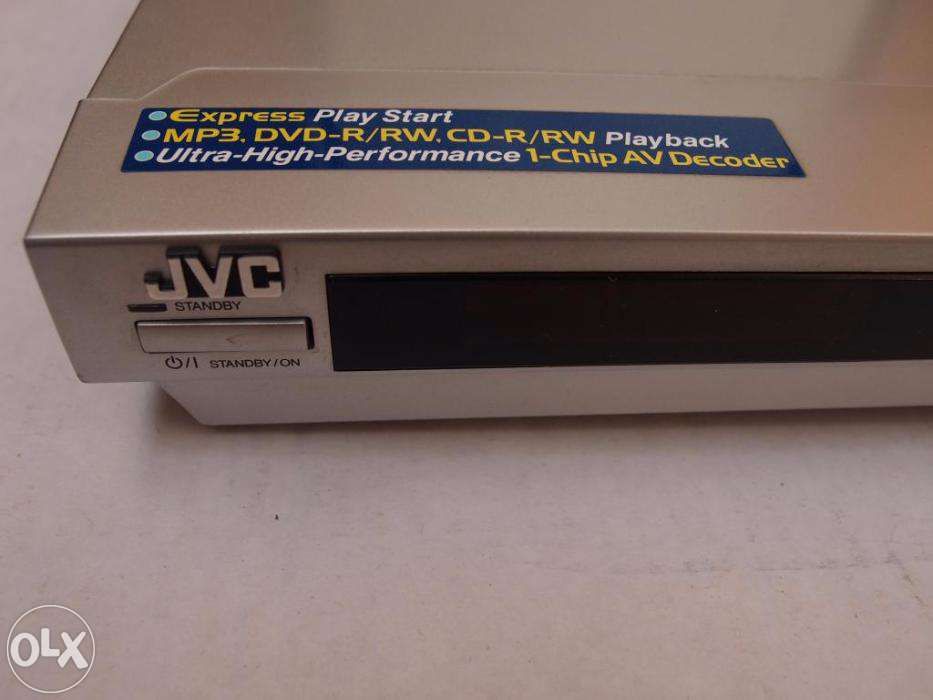 Express Play Start
MP3, DVD-R/RW, CD-R/RW Playback
Ultra-High-Performance 1-Chip AV Decoder
JVC
STANDBY
⏻/I STANDBY/ON
OLX